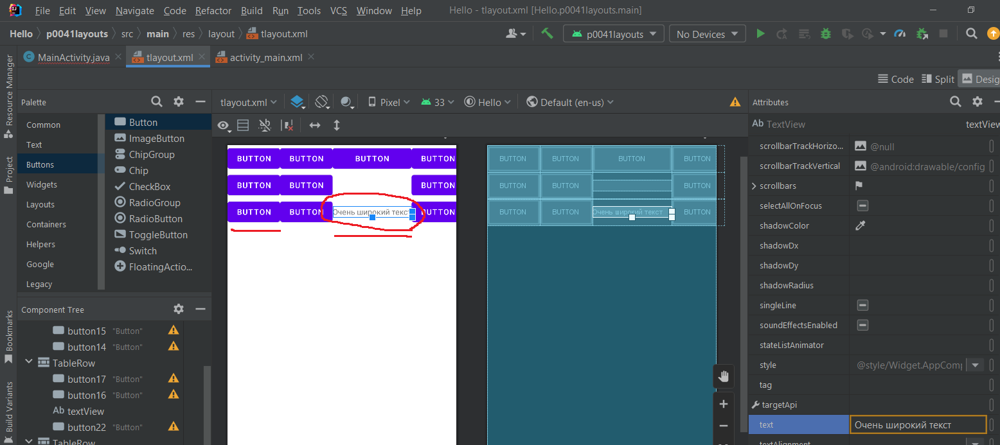 File Edit View Navigate Code Refactor Build Run Tools VCS Window Help Hello - tlayout.xml [Hello.p0041layouts.main]
Hello p0041layouts src main res layout tlayout.xml p0041layouts No Devices
MainActivity.java tlayout.xml activity_main.xml
Code Split Desig
Resource Manager
Project
Bookmarks
Build Variants
Palette
Common
Text
Buttons
Widgets
Layouts
Containers
Helpers
Google
Legacy
Button
ImageButton
ChipGroup
Chip
CheckBox
RadioGroup
RadioButton
ToggleButton
Switch
FloatingActio...
Component Tree
button15 "Button"
button14 "Button"
TableRow
button17 "Button"
button16 "Button"
Ab textView
button22 "Button"
TableRow
tlayout.xml Pixel 33 Hello Default (en-us)
BUTTON BUTTON BUTTON BUTTON
BUTTON BUTTON BUTTON
BUTTON BUTTON Очень широкий текст BUTTON
BUTTON BUTTON BUTTON BUTTON
BUTTON BUTTON BUTTON
BUTTON BUTTON Очень широкий текст BUTTON
Attributes
Ab TextView textView
scrollbarTrackHorizo... @null
scrollbarTrackVertical @android:drawable/config
scrollbars
selectAllOnFocus
shadowColor
shadowDx
shadowDy
shadowRadius
singleLine
soundEffectsEnabled
stateListAnimator
style @style/Widget.AppComp
tag
targetApi
text Очень широкий текст
textAlignment